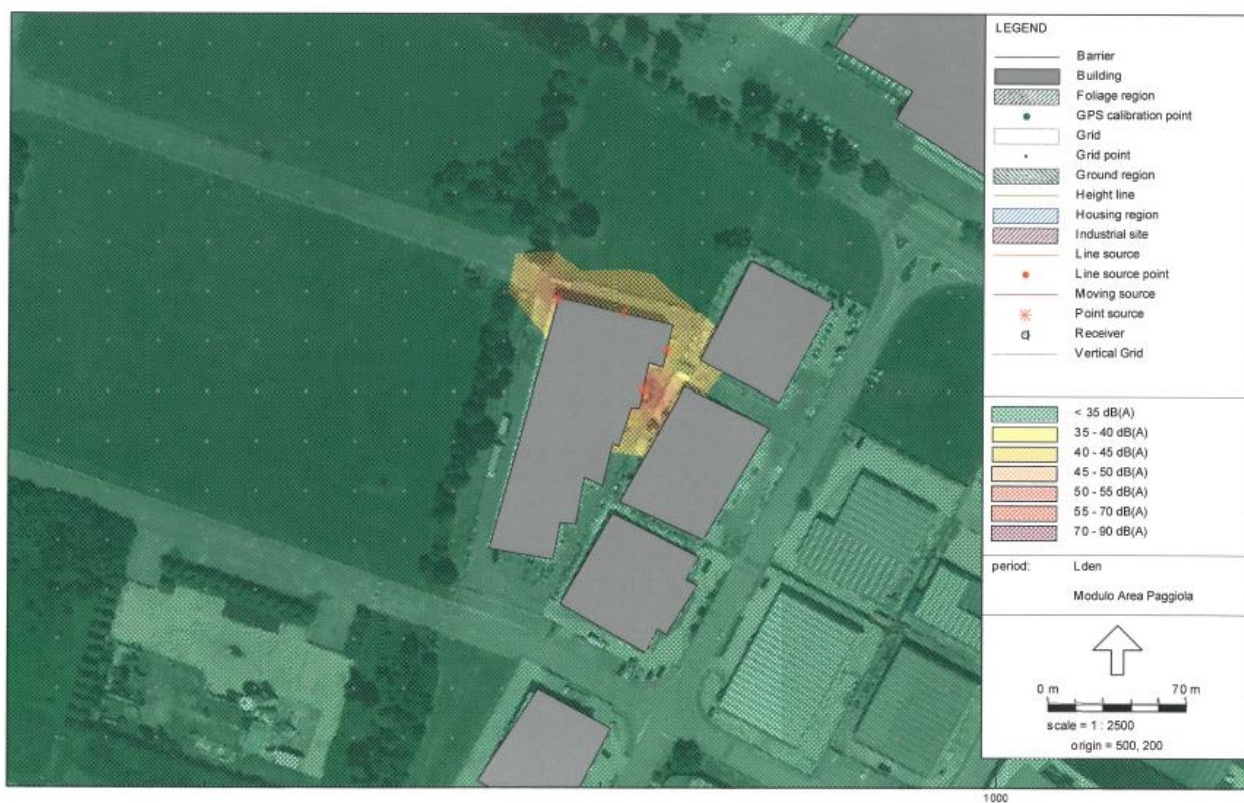 LEGEND
Barrier
Building
Foliage region
GPS calibration point
Grid
Grid point
Ground region
Height line
Housing region
Industrial site
Line source
Line source point
Moving source
Point source
Receiver
Vertical Grid
< 35 dB(A)
35 - 40 dB(A)
40 - 45 dB(A)
45 - 50 dB(A)
50 - 55 dB(A)
55 - 70 dB(A)
70 - 90 dB(A)
period: Lden
Modulo Area Paggiola
0 m 70 m
scale = 1 : 2500
origin = 500, 200
1000